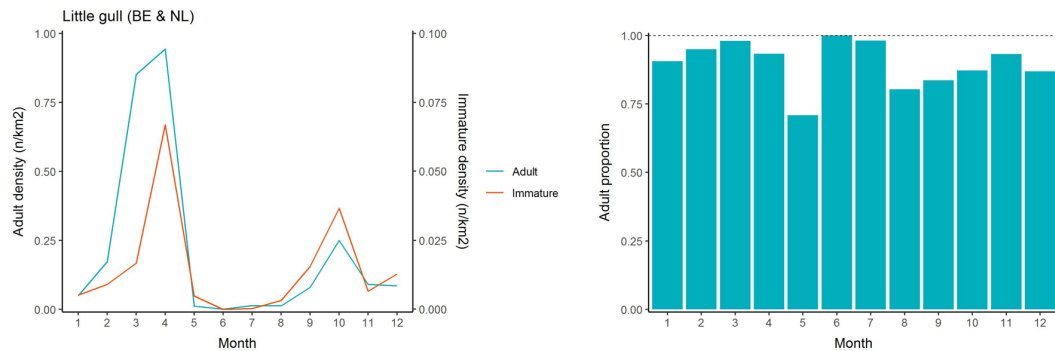 Little gull (BE & NL)
Adult density (n/km2)
1.00
0.75
0.50
0.25
0.00
1 2 3 4 5 6 7 8 9 10 11 12
Month
0.100
0.075
0.050
0.025
0.000
Immature density (n/km2)
Adult
Immature
Adult proportion
1.00
0.75
0.50
0.25
0.00
1 2 3 4 5 6 7 8 9 10 11 12
Month